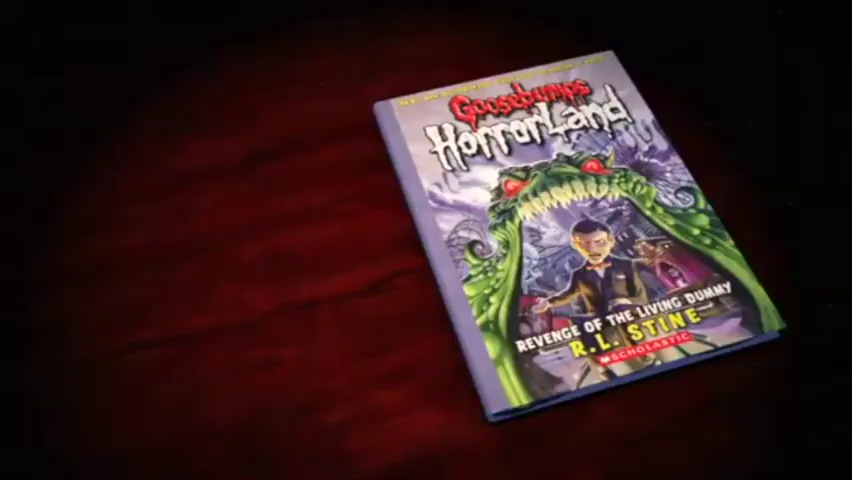 Goosebumps
HorrorLand
REVENGE OF THE LIVING DUMMY
R.L. STINE
SCHOLASTIC